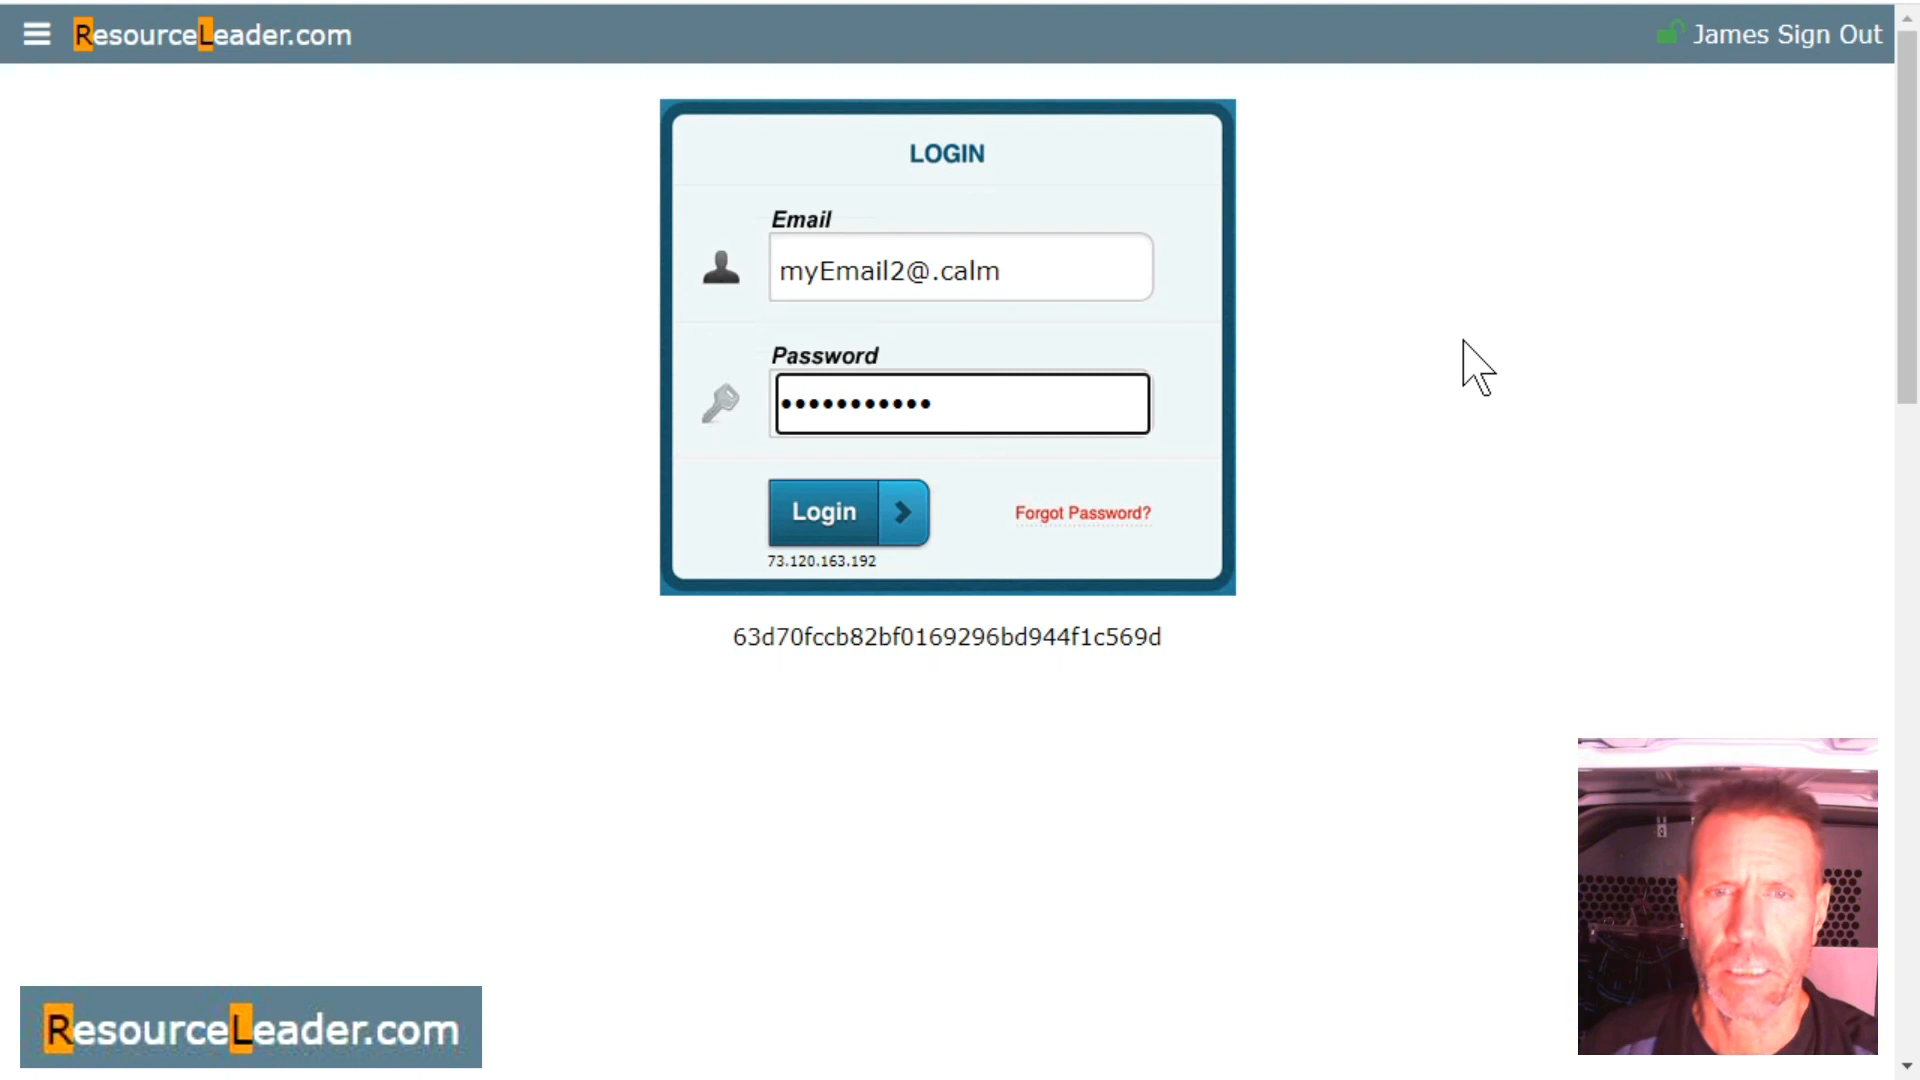 ResourceLeader.com
James Sign Out
LOGIN
Email
myEmail2@.calm
Password
•••••••••••
Login
Forgot Password?
73.120.163.192
63d70fccb82bf0169296bd944f1c569d
ResourceLeader.com